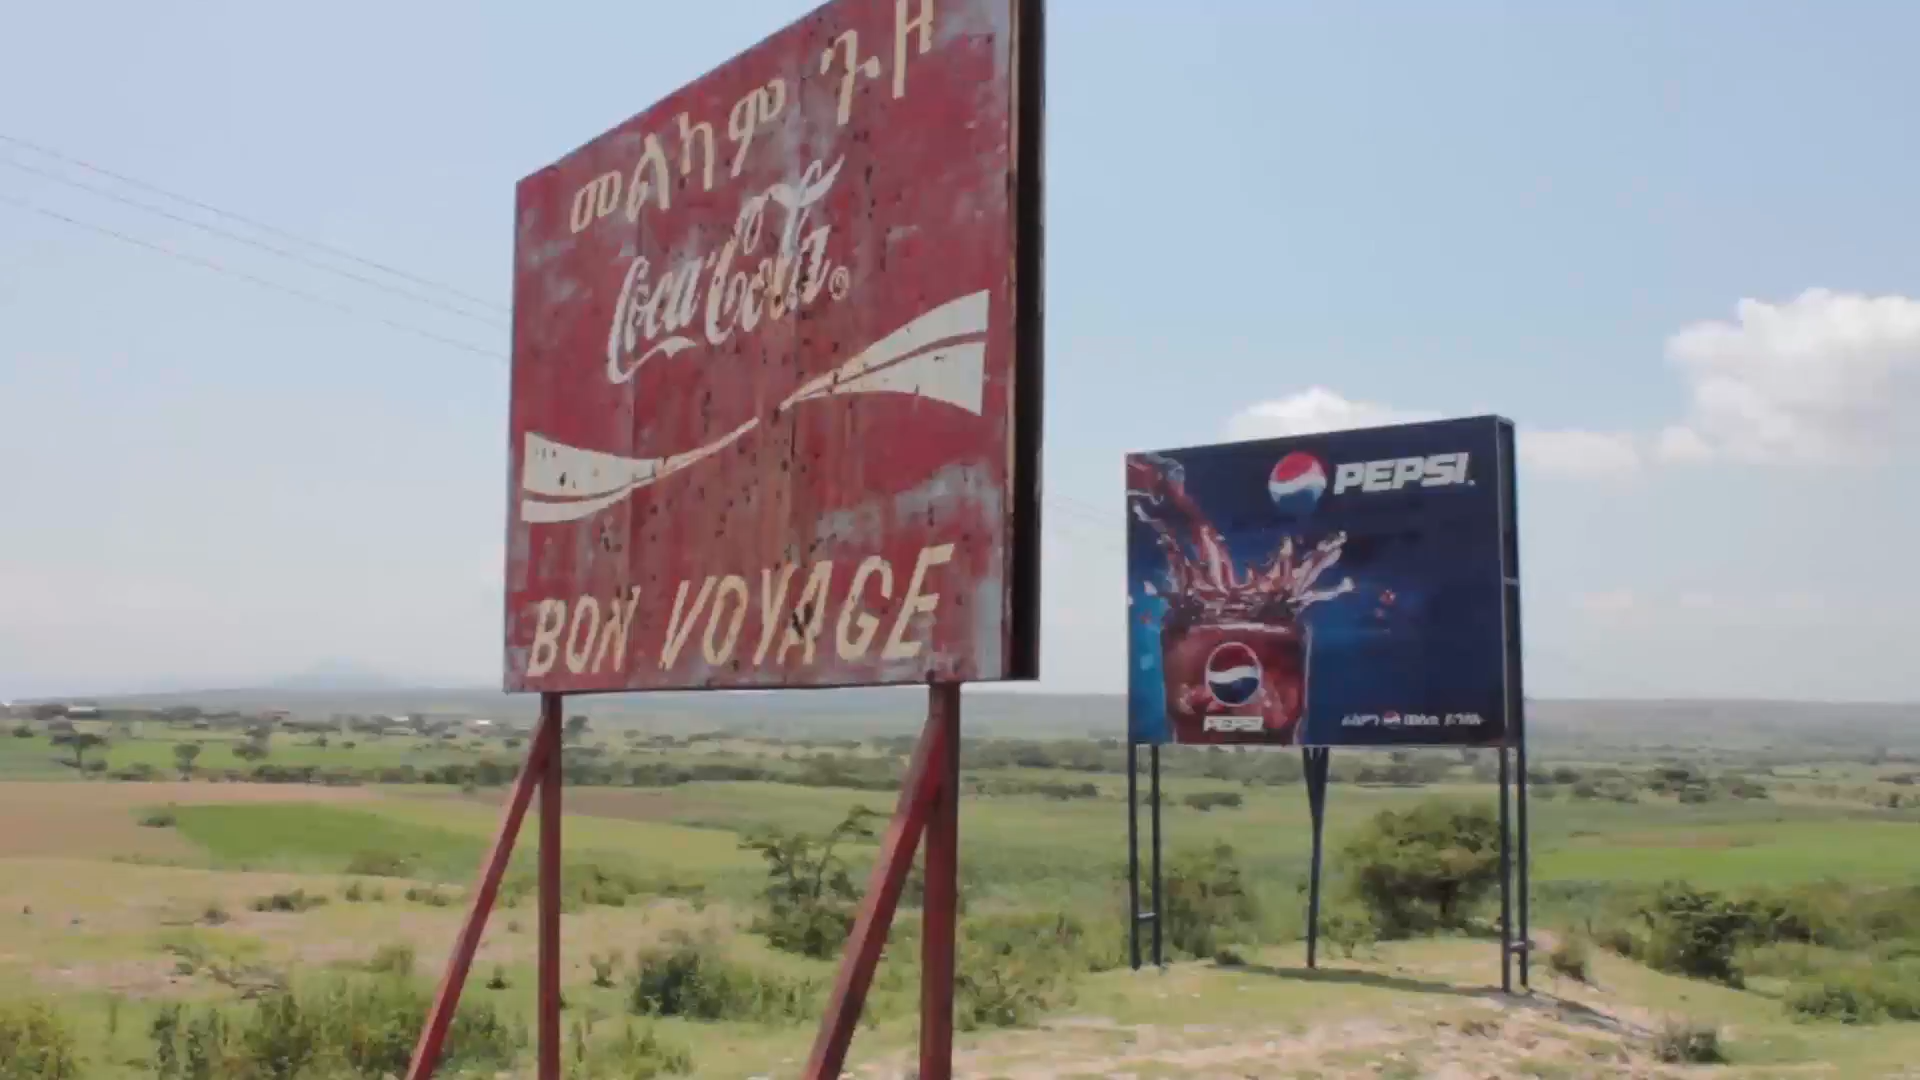 መልካም ጉዞ
Coca-Cola®
BON VOYAGE
PEPSI
PEPSI